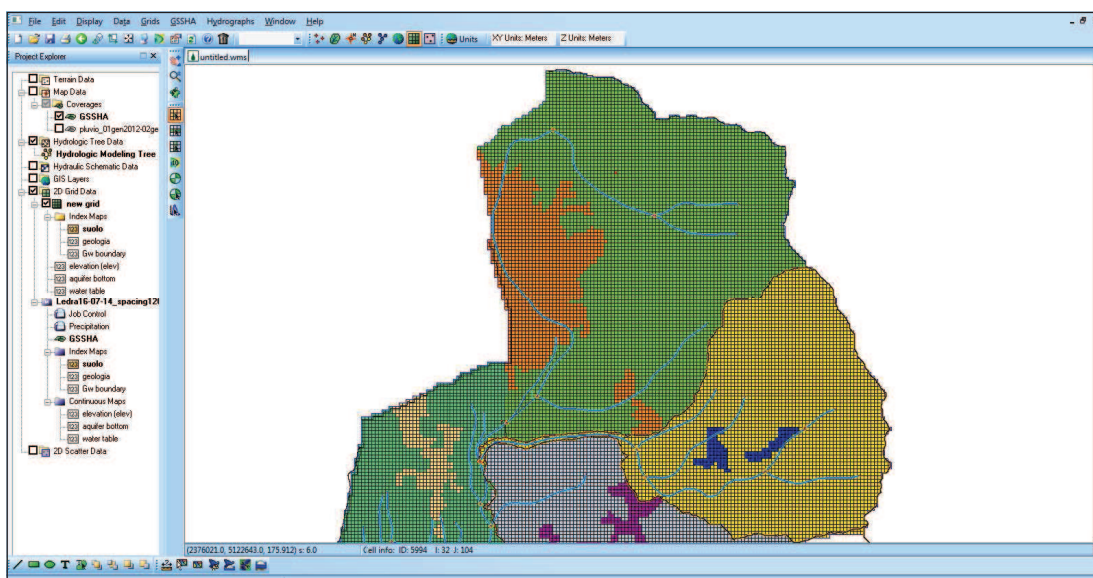 File Edit Display Data Grids GSSHA Hydrographs Window Help
Units XY Units: Meters Z Units: Meters
Project Explorer
untitled.wms
Terrain Data
Map Data
Coverages
GSSHA
pluvio_01gen2012-02ge
Hydrologic Tree Data
Hydrologic Modeling Tree
Hydraulic Schematic Data
GIS Layers
2D Grid Data
new grid
Index Maps
suolo
geologia
Gw boundary
elevation (elev)
aquifer bottom
water table
Ledra16-07-14_spacing120
Job Control
Precipitation
GSSHA
Index Maps
suolo
geologia
Gw boundary
Continuous Maps
elevation (elev)
aquifer bottom
water table
2D Scatter Data
(2376021.0, 5122643.0, 175.912) s: 6.0 Cell info: ID: 5994 I: 32 J: 104